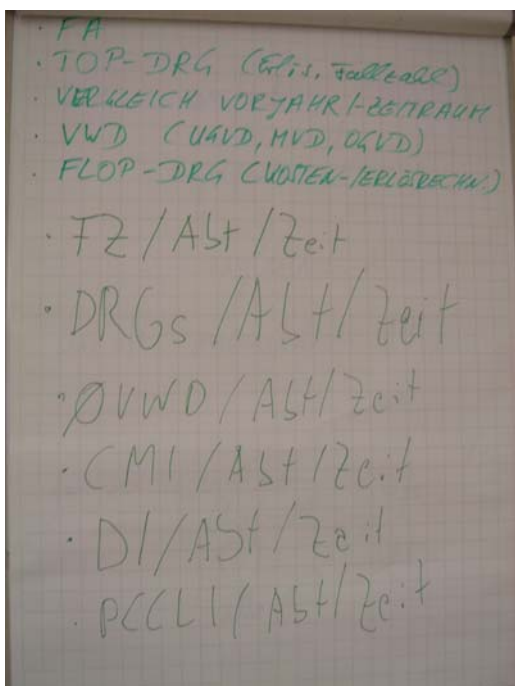 · FA
· TOP-DRG (Erlös, Fallzahl)
· VERGLEICH VORJAHR/-ZEITRAUM
· VWD (UGVD, MVD, OGVD)
· FLOP-DRG (KOSTEN-/ERLÖSRECHN.)
· FZ/Abt/Zeit
· DRGs/Abt/Zeit
· ØVWD/Abt/Zeit
· CMI/Abt/Zeit
· DI/Abt/Zeit
· PCCLI/Abt/Zeit